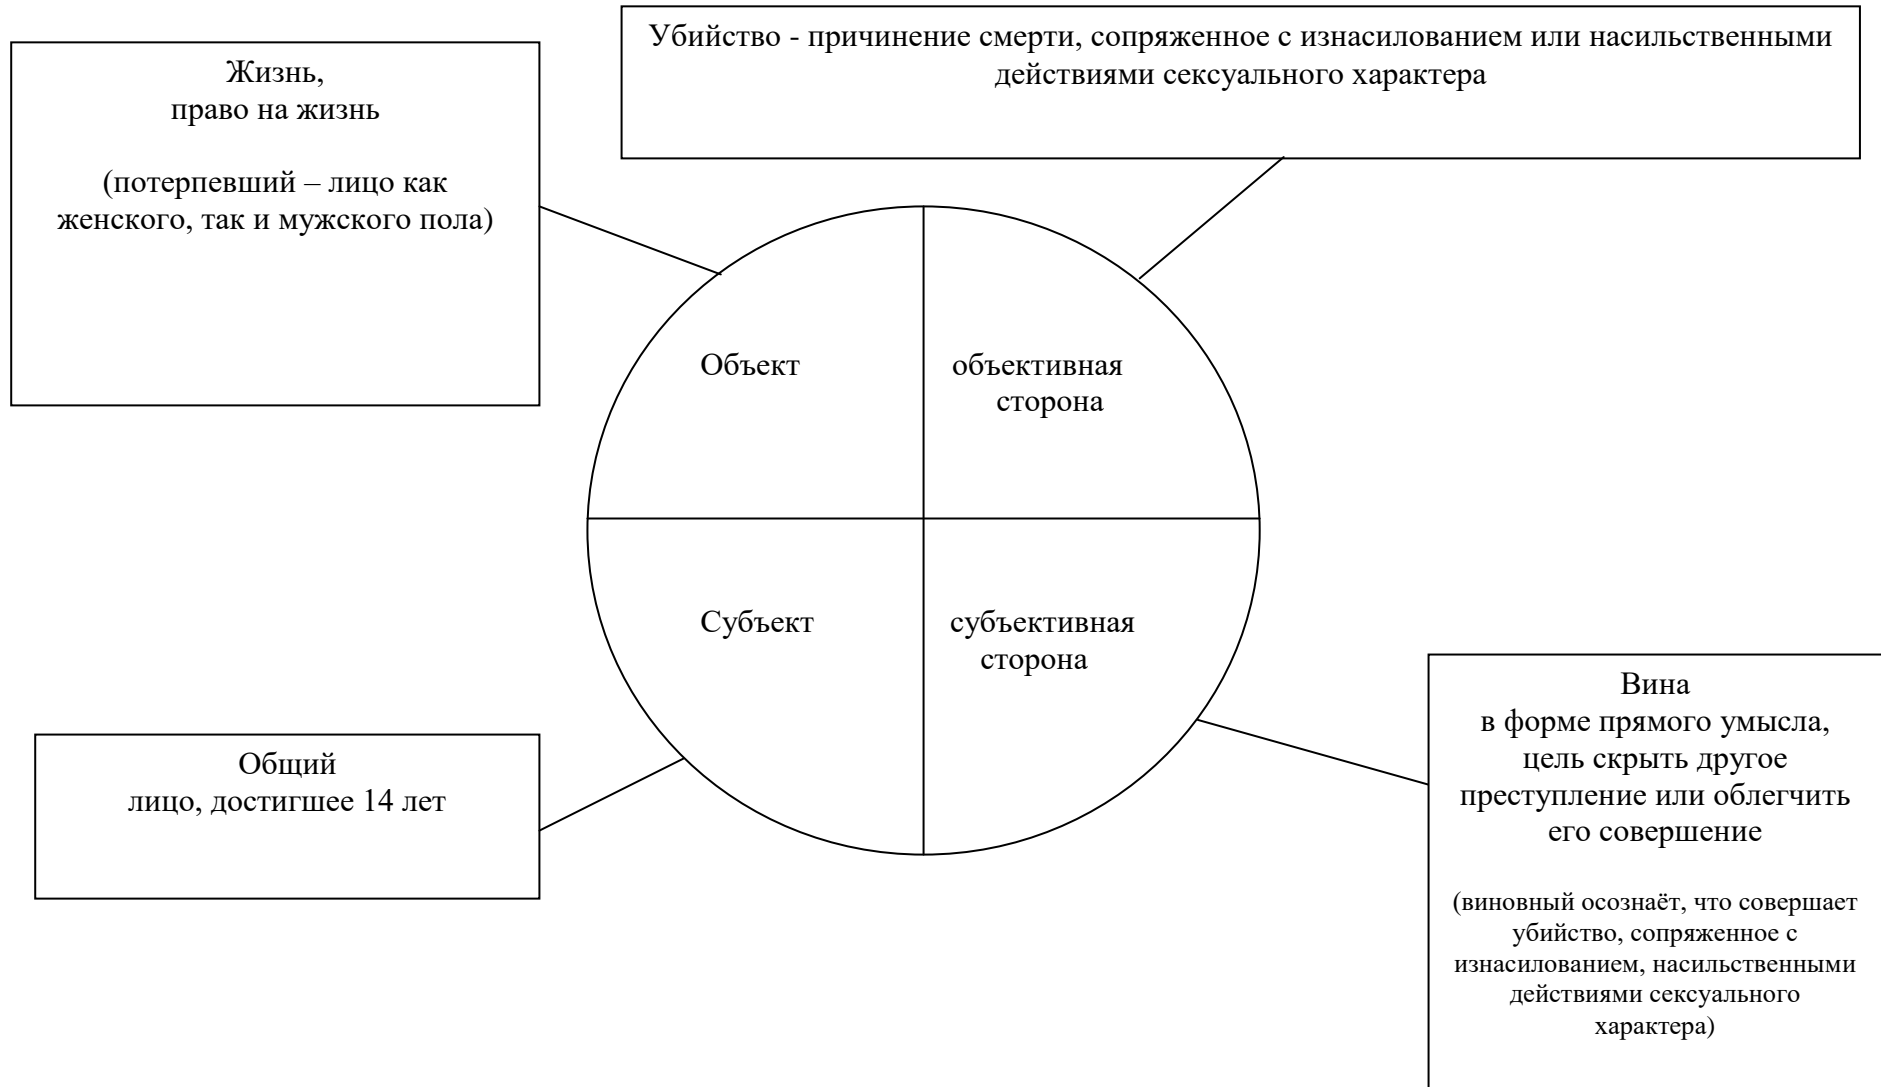 Убийство - причинение смерти, сопряженное с изнасилованием или насильственными
действиями сексуального характера
Жизнь,
право на жизнь
(потерпевший – лицо как
женского, так и мужского пола)
Объект
объективная
сторона
Субъект
субъективная
сторона
Общий
лицо, достигшее 14 лет
Вина
в форме прямого умысла,
цель скрыть другое
преступление или облегчить
его совершение
(виновный осознаёт, что совершает
убийство, сопряженное с
изнасилованием, насильственными
действиями сексуального
характера)